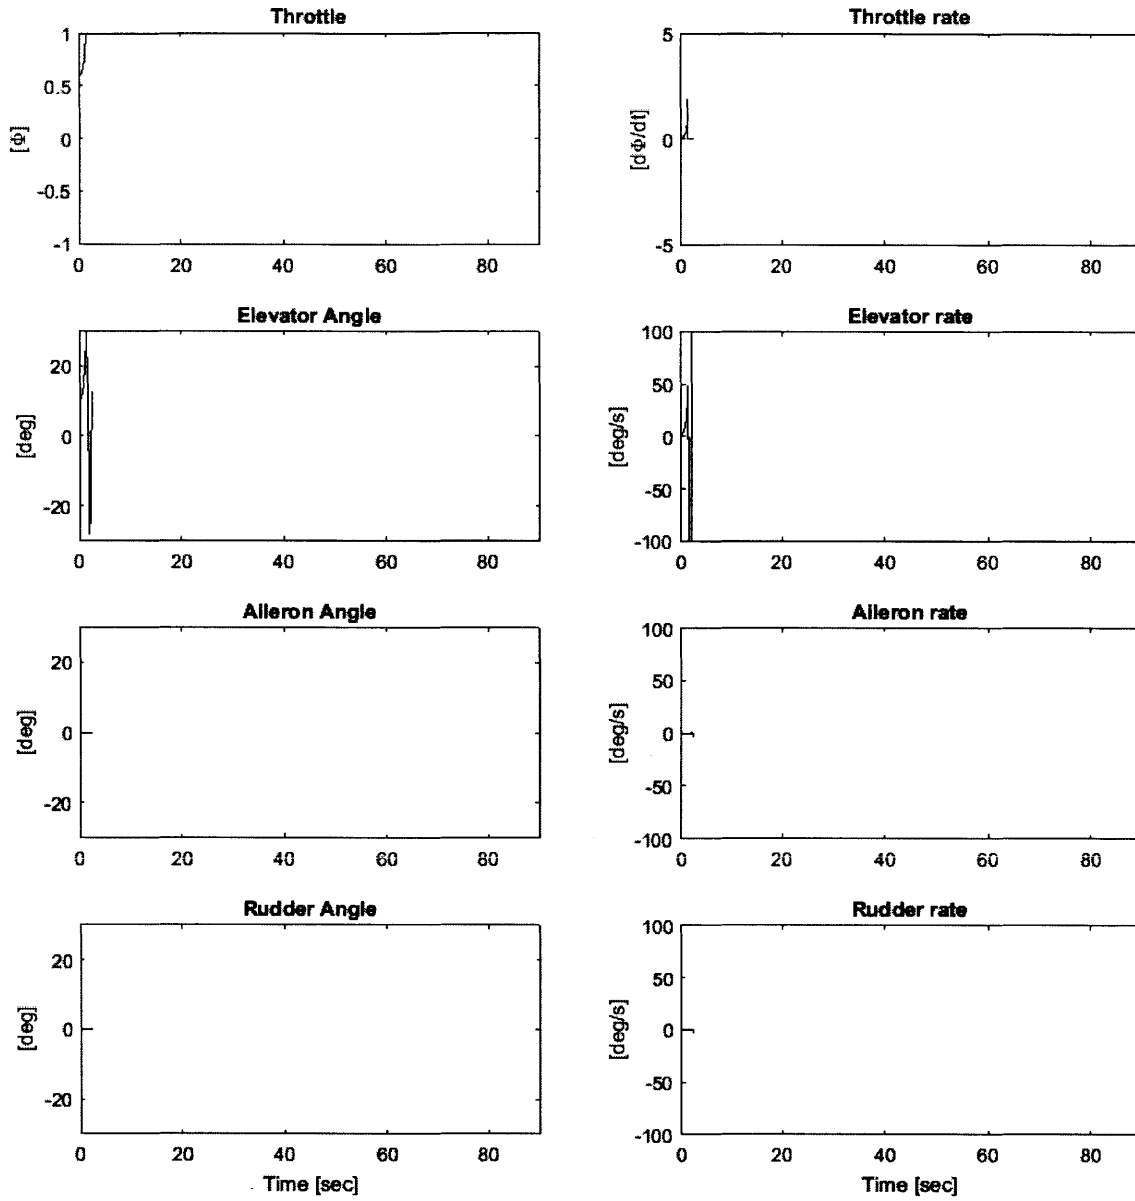 Throttle
1
0.5
0
-0.5
-1
[Φ]
0 20 40 60 80
Throttle rate
5
0
-5
[dΦ/dt]
0 20 40 60 80
Elevator Angle
20
0
-20
[deg]
0 20 40 60 80
Elevator rate
100
50
0
-50
-100
[deg/s]
0 20 40 60 80
Aileron Angle
20
0
-20
[deg]
0 20 40 60 80
Aileron rate
100
50
0
-50
-100
[deg/s]
0 20 40 60 80
Rudder Angle
20
0
-20
[deg]
0 20 40 60 80
Time [sec]
Rudder rate
100
50
0
-50
-100
[deg/s]
0 20 40 60 80
Time [sec]